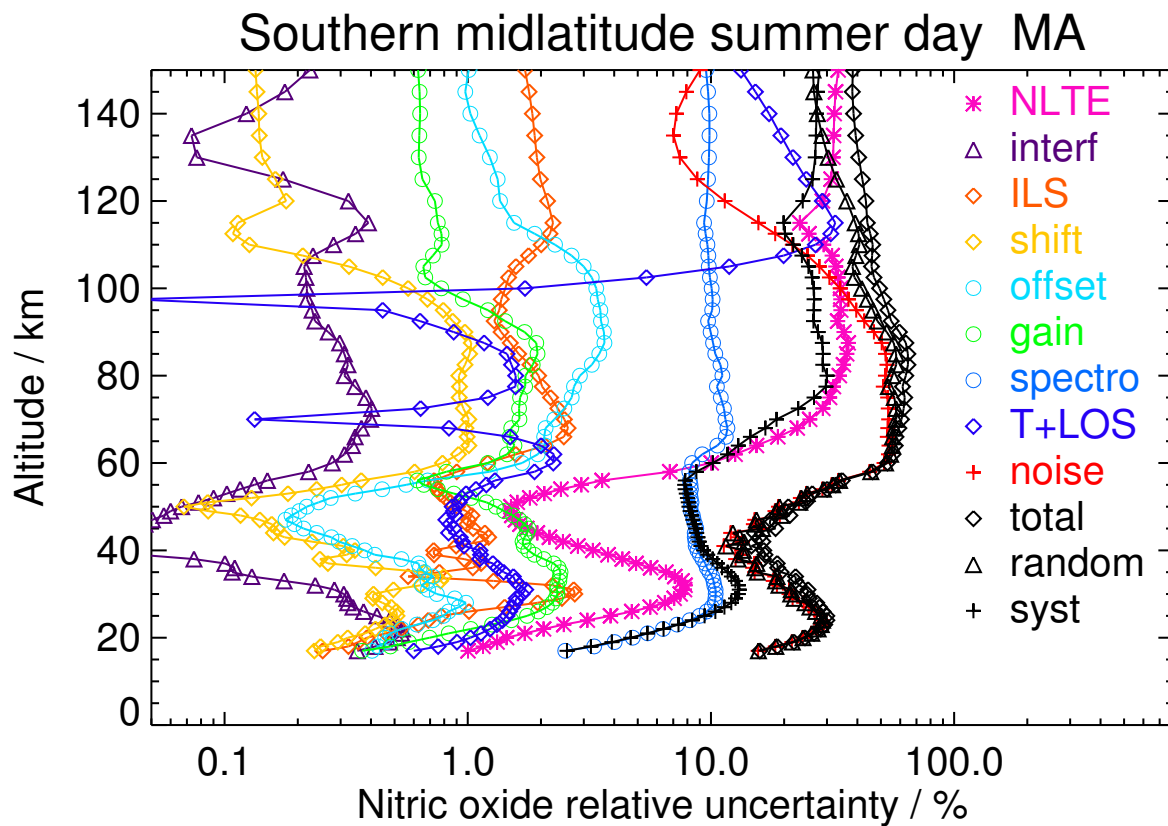 Southern midlatitude summer day MA
Altitude / km
140
120
100
80
60
40
20
0
NLTE
interf
ILS
shift
offset
gain
spectro
T+LOS
noise
total
random
syst
0.1 1.0 10.0 100.0
Nitric oxide relative uncertainty / %